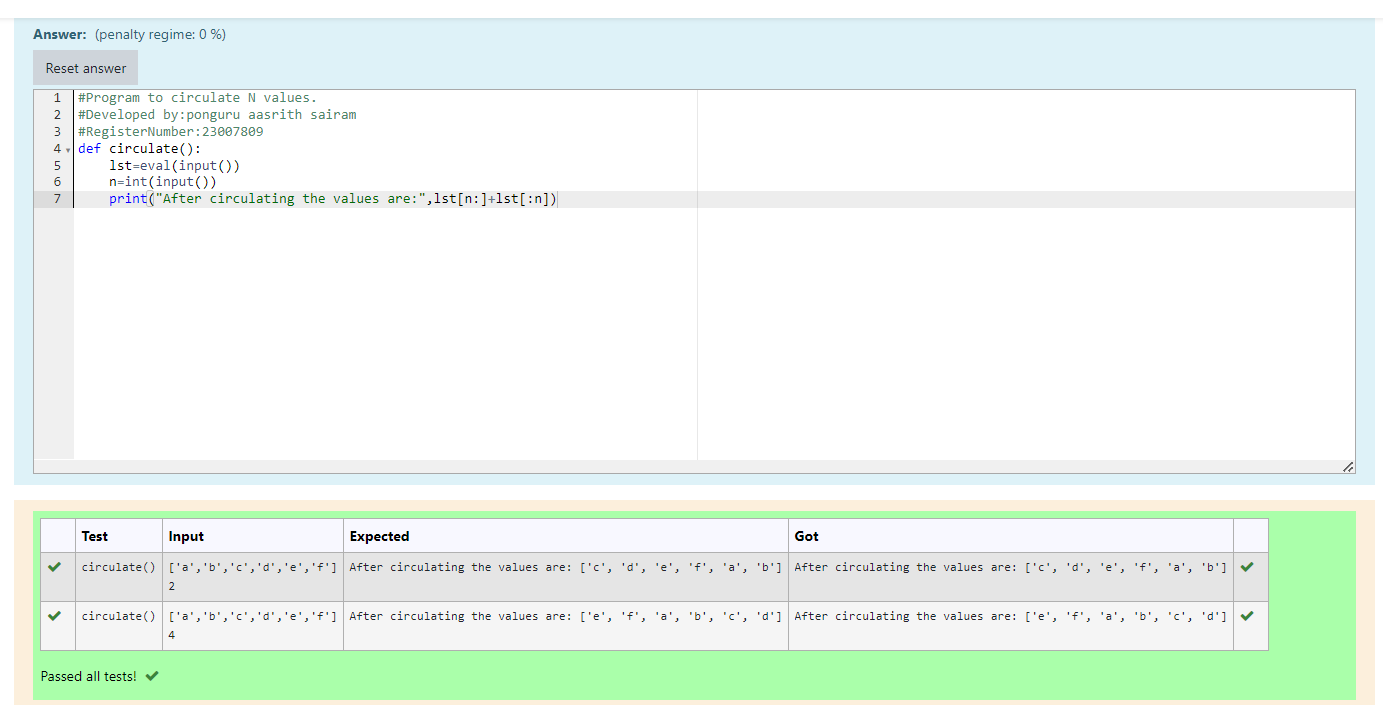 Answer: (penalty regime: 0 %)
Reset answer
1 #Program to circulate N values.
2 #Developed by:ponguru aasrith sairam
3 #RegisterNumber:23007809
4 def circulate():
5     lst=eval(input())
6     n=int(input())
7     print("After circulating the values are:",lst[n:]+lst[:n])
Test Input Expected Got
circulate() ['a','b','c','d','e','f'] After circulating the values are: ['c', 'd', 'e', 'f', 'a', 'b'] After circulating the values are: ['c', 'd', 'e', 'f', 'a', 'b']
2
circulate() ['a','b','c','d','e','f'] After circulating the values are: ['e', 'f', 'a', 'b', 'c', 'd'] After circulating the values are: ['e', 'f', 'a', 'b', 'c', 'd']
4
Passed all tests!